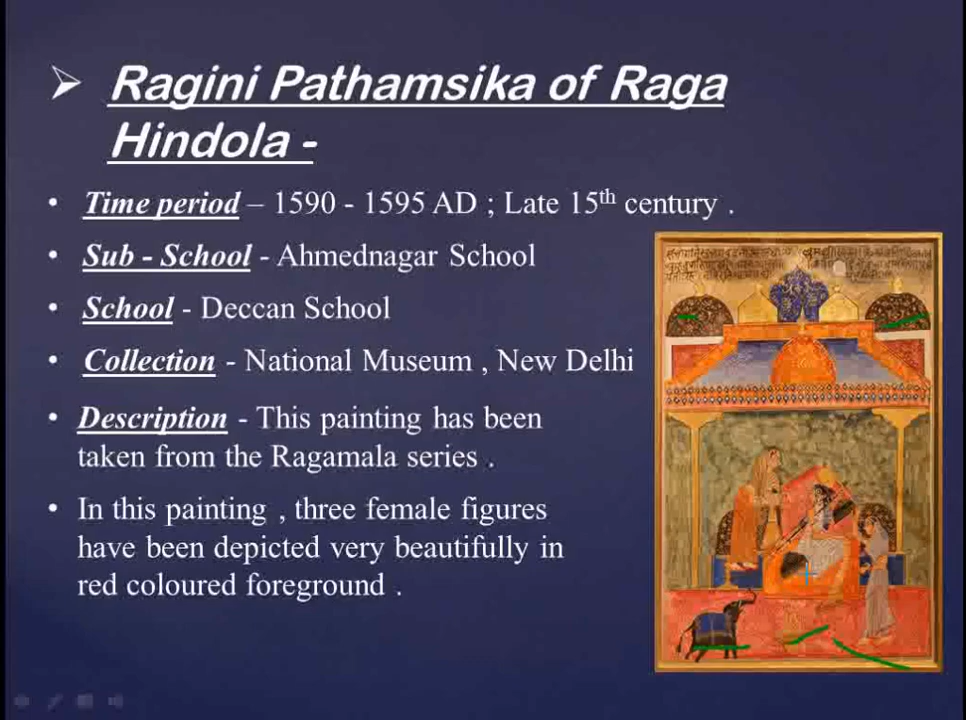 ➢ Ragini Pathamsika of Raga
Hindola -
• Time period – 1590 - 1595 AD ; Late 15th century .
• Sub - School - Ahmednagar School
• School - Deccan School
• Collection - National Museum , New Delhi
• Description - This painting has been
taken from the Ragamala series .
• In this painting , three female figures
have been depicted very beautifully in
red coloured foreground .